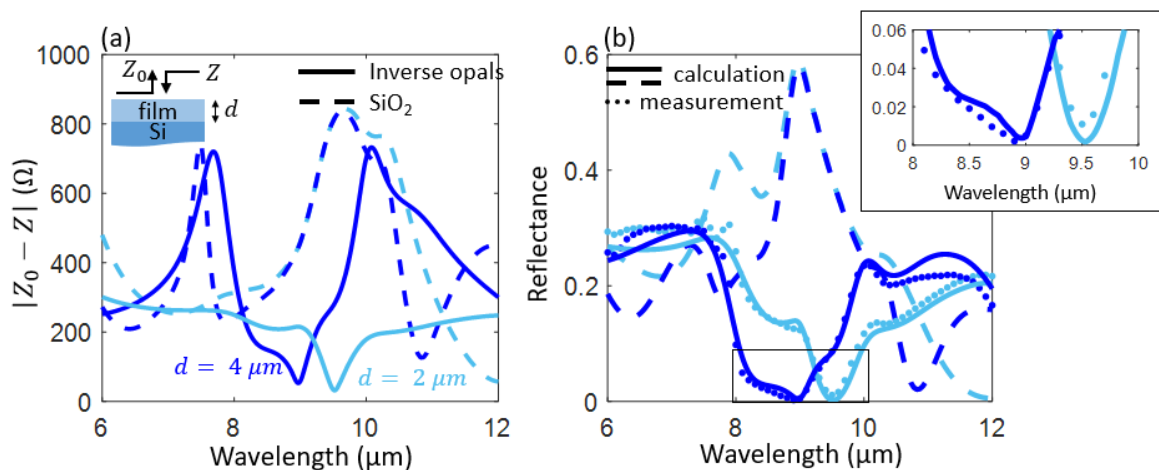 (a)
|Z₀ − Z| (Ω)
1000
800
600
400
200
0
6
8
10
12
Wavelength (μm)
Z₀
Z
film
d
Si
Inverse opals
SiO₂
d = 4 μm
d = 2 μm
(b)
Reflectance
0.6
0.4
0.2
0
6
8
10
12
Wavelength (μm)
calculation
measurement
0.06
0.04
0.02
0
8
8.5
9
9.5
10
Wavelength (μm)